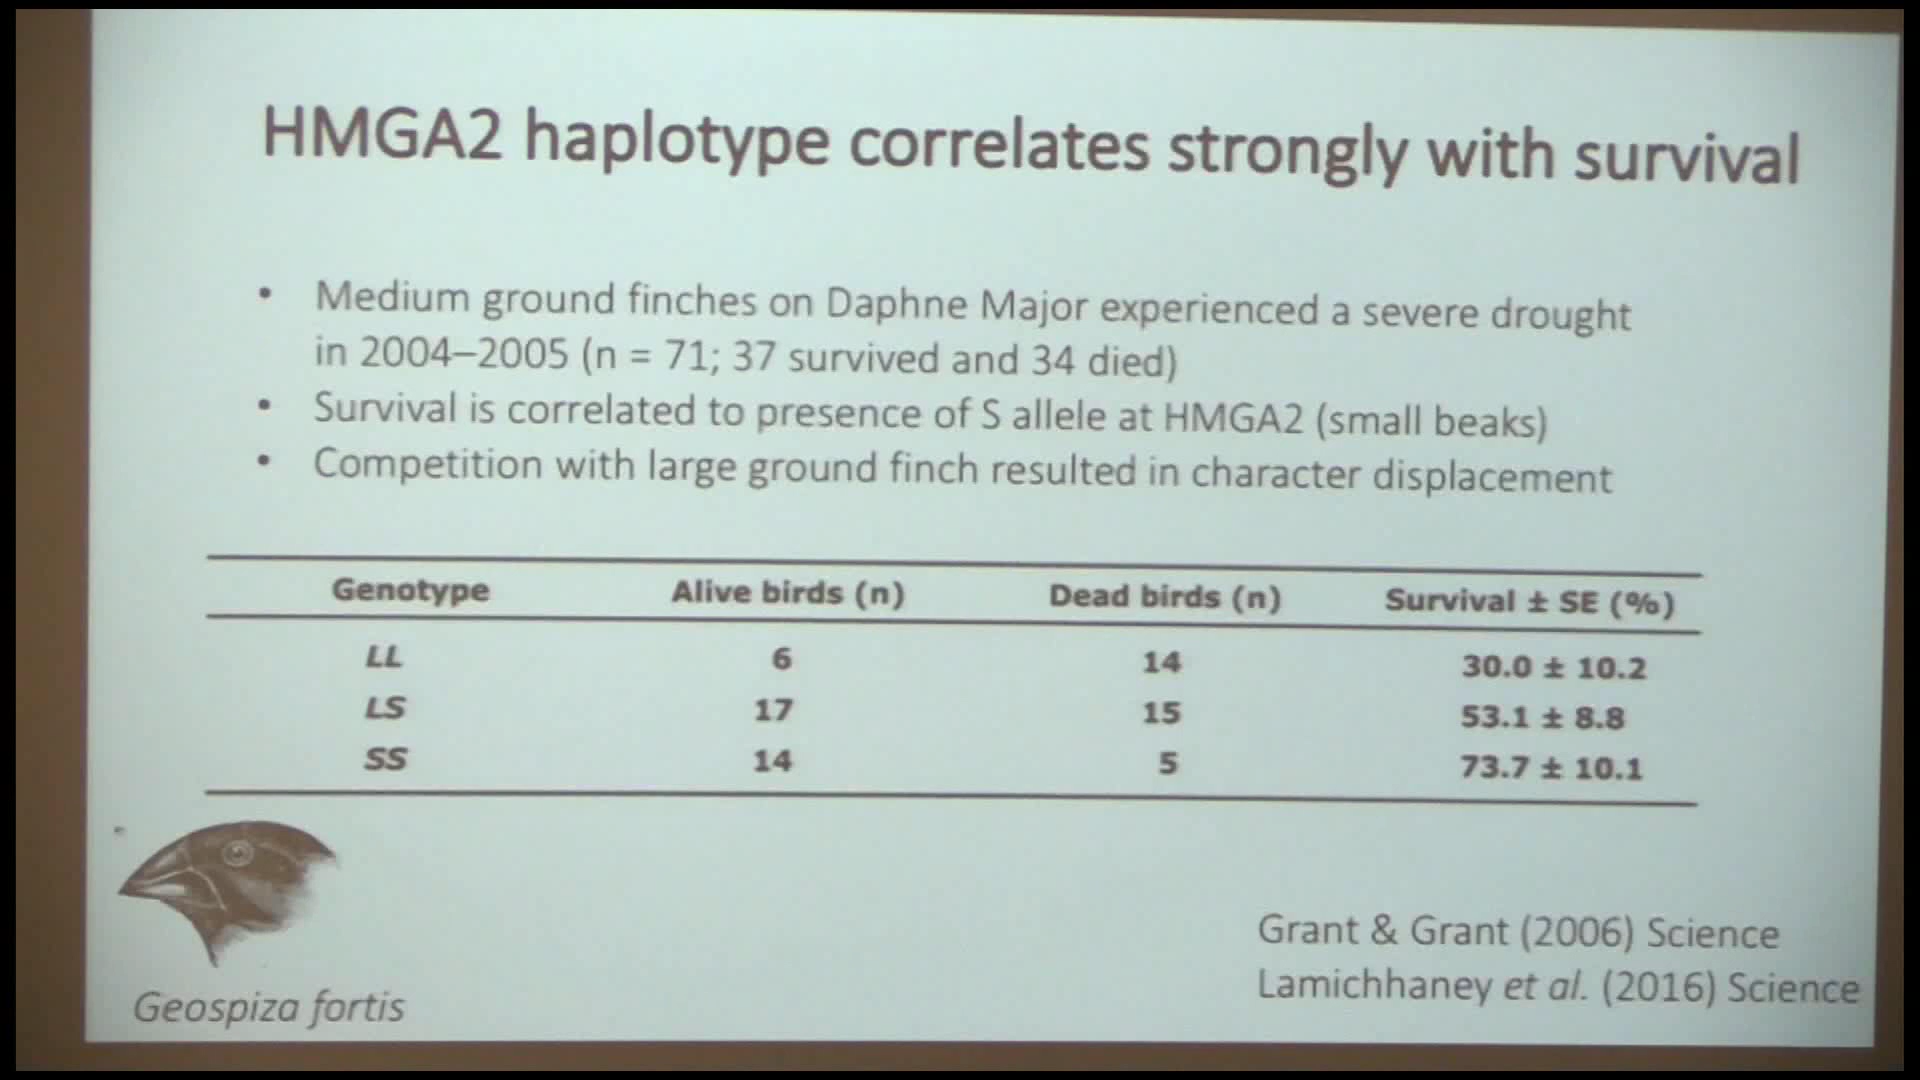 HMGA2 haplotype correlates strongly with survival
• Medium ground finches on Daphne Major experienced a severe drought
in 2004–2005 (n = 71; 37 survived and 34 died)
• Survival is correlated to presence of S allele at HMGA2 (small beaks)
• Competition with large ground finch resulted in character displacement
Genotype Alive birds (n) Dead birds (n) Survival ± SE (%)
LL 6 14 30.0 ± 10.2
LS 17 15 53.1 ± 8.8
SS 14 5 73.7 ± 10.1
Geospiza fortis
Grant & Grant (2006) Science
Lamichhaney et al. (2016) Science